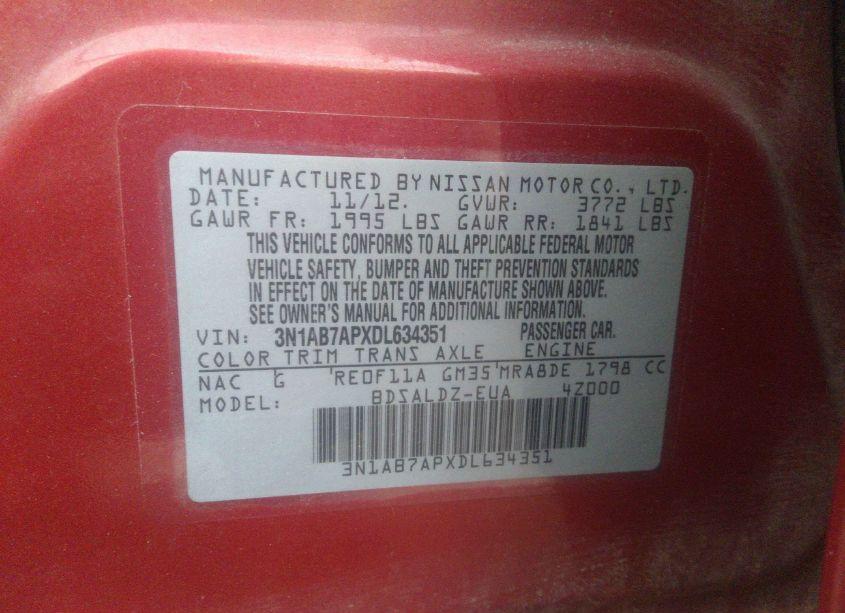 MANUFACTURED BY NISSAN MOTOR CO., LTD.
DATE: 11/12. GVWR: 3772 LBS
GAWR FR: 1995 LBS GAWR RR: 1841 LBS
THIS VEHICLE CONFORMS TO ALL APPLICABLE FEDERAL MOTOR
VEHICLE SAFETY, BUMPER AND THEFT PREVENTION STANDARDS
IN EFFECT ON THE DATE OF MANUFACTURE SHOWN ABOVE.
SEE OWNER'S MANUAL FOR ADDITIONAL INFORMATION.
VIN: 3N1AB7APXDL634351 PASSENGER CAR.
COLOR TRIM TRANS AXLE ENGINE
NAC G RE0F11A GM35 MRA8DE 1798 CC
MODEL: BDSALDZ-EUA 4Z000
3N1AB7APXDL634351